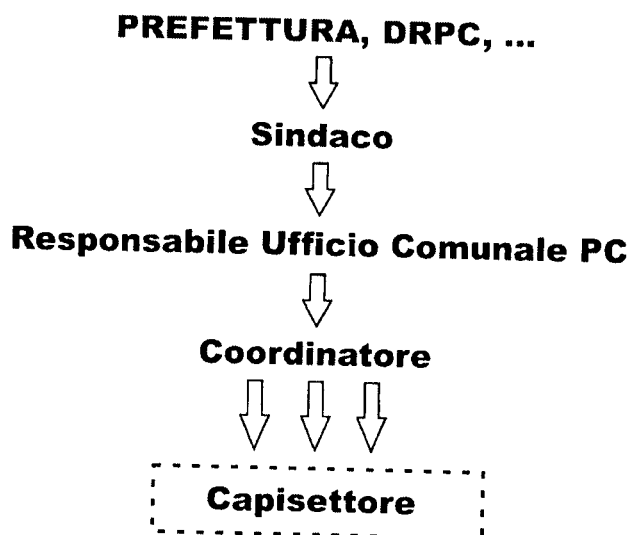 PREFETTURA, DRPC, ...
Sindaco
Responsabile Ufficio Comunale PC
Coordinatore
Capisettore